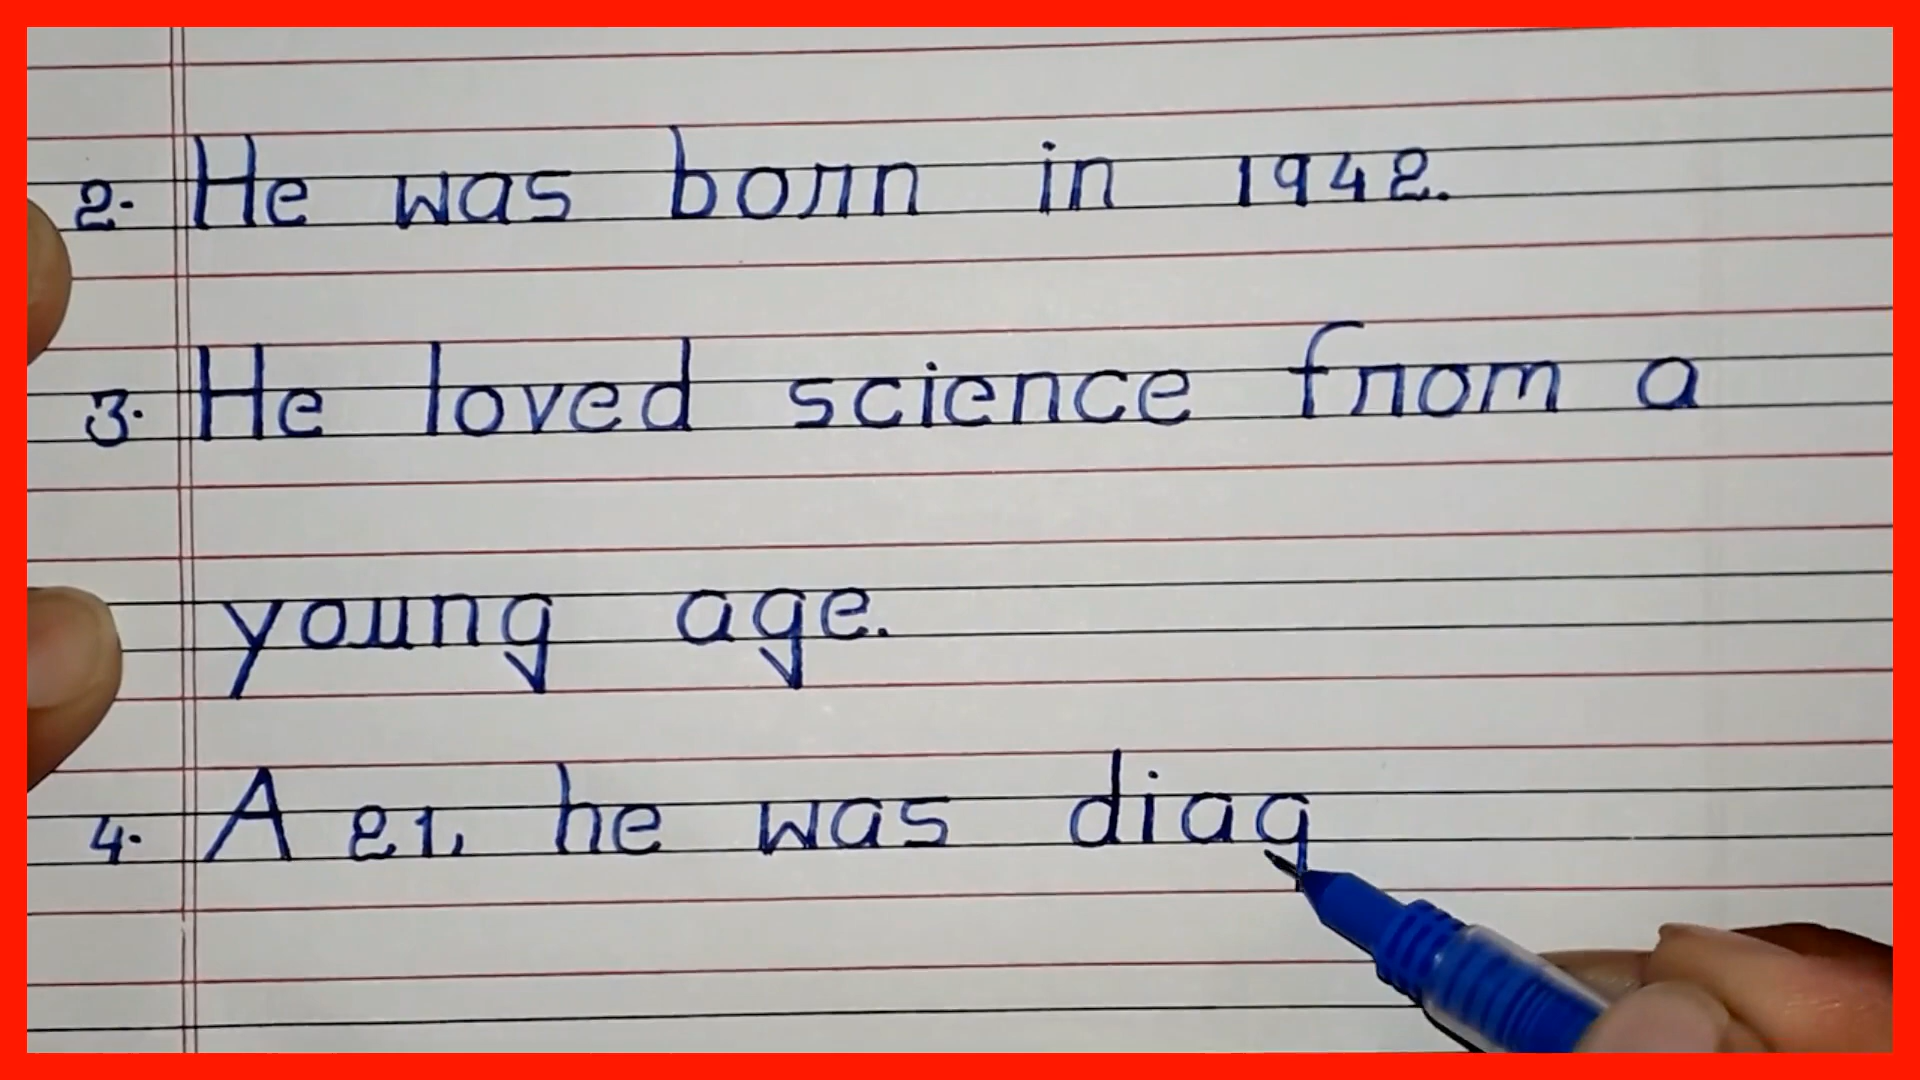 2. He was born in 1942.
3. He loved science from a
young age.
4. A 21, he was diag